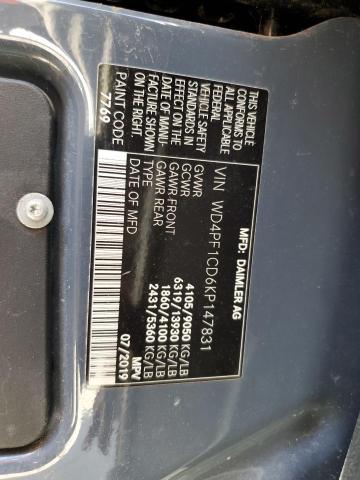 MFD: DAIMLER AG
VIN WD4PF1CD6KP147831
GVWR 4105/9050 KG/LB
GCWR 6319/13930 KG/LB
GAWR FRONT 1860/4100 KG/LB
GAWR REAR 2431/5360 KG/LB
TYPE MPV
DATE OF MFD 07/2019
THIS VEHICLE
CONFORMS TO
ALL APPLICABLE
FEDERAL
VEHICLE SAFETY
STANDARDS IN
EFFECT ON THE
DATE OF MANU-
FACTURE SHOWN
ON THE RIGHT.
PAINT CODE
7769